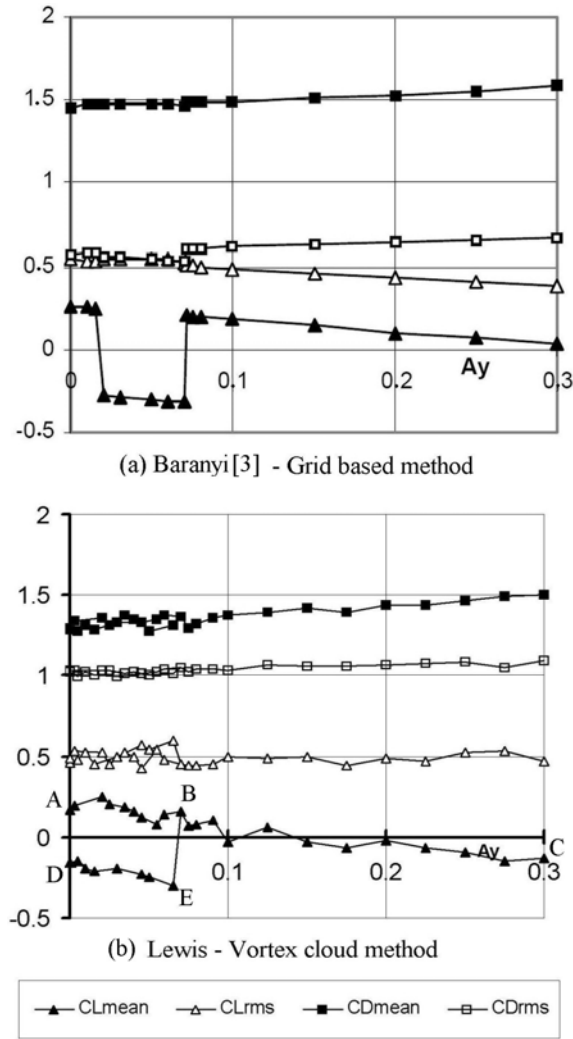 2
1.5
1
0.5
0
-0.5
0 0.1 0.2 0.3
Ay
(a) Baranyi [3] - Grid based method
2
1.5
1
0.5
0
-0.5
A
B
C
D
E
0.1 0.2 0.3
Ay
(b) Lewis - Vortex cloud method
CLmean CLrms CDmean CDrms